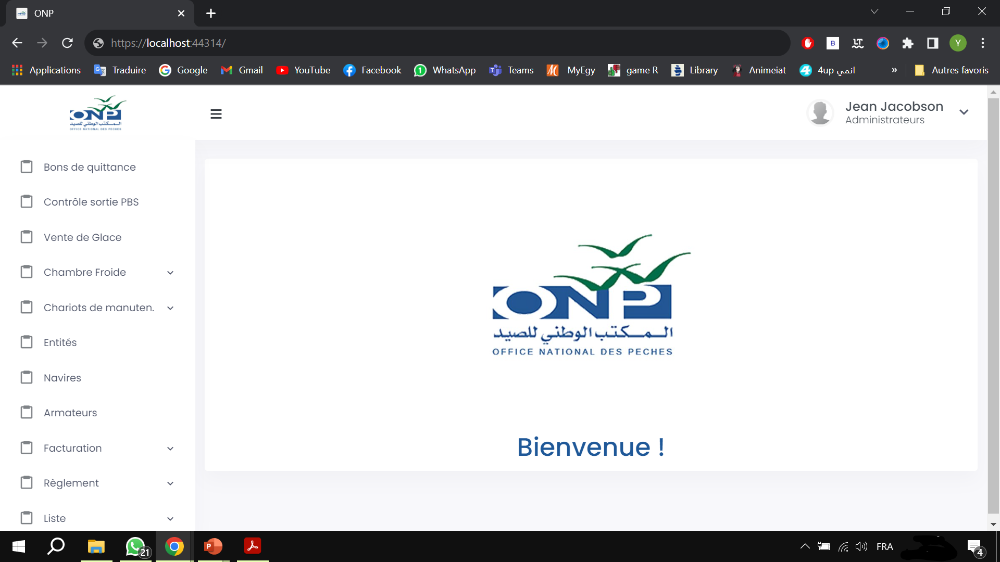 ONP
https://localhost:44314/
Y
Applications
Traduire
Google
Gmail
YouTube
Facebook
WhatsApp
Teams
MyEgy
game R
Library
Animeiat
4up انمي
»
Autres favoris
ONP
المكتب الوطني للصيد
OFFICE NATIONAL DES PECHES
Jean Jacobson
Administrateurs
Bons de quittance
Contrôle sortie PBS
Vente de Glace
Chambre Froide
Chariots de manuten.
Entités
Navires
Armateurs
Facturation
Règlement
Liste
ONP
المكتب الوطني للصيد
OFFICE NATIONAL DES PECHES
Bienvenue !
21
FRA
4